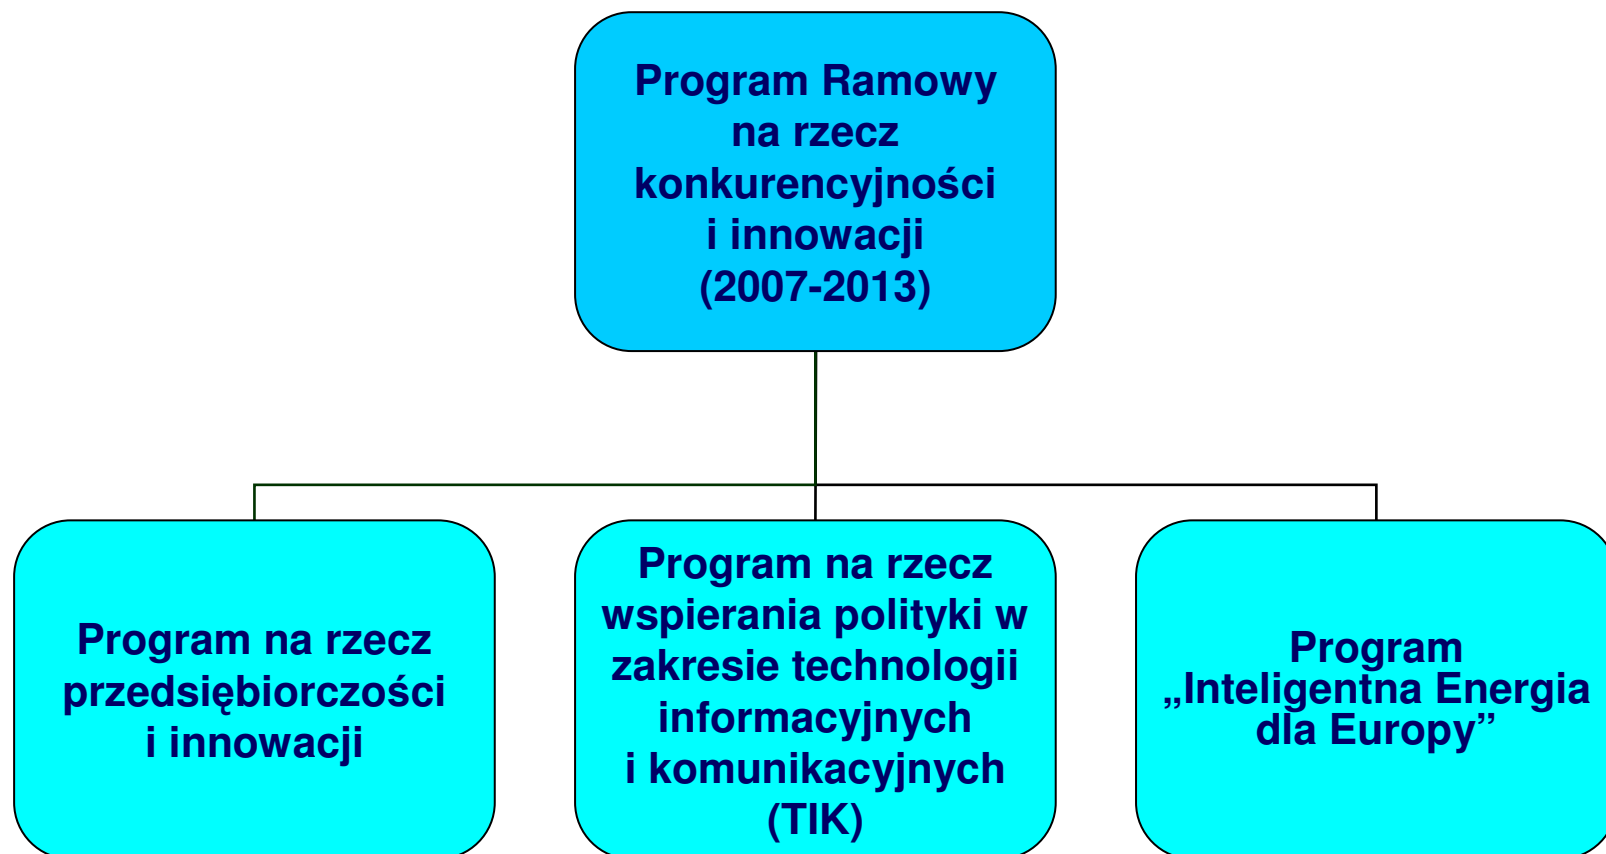 Program Ramowy
na rzecz
konkurencyjności
i innowacji
(2007-2013)
Program na rzecz
przedsiębiorczości
i innowacji
Program na rzecz
wspierania polityki w
zakresie technologii
informacyjnych
i komunikacyjnych
(TIK)
Program
„Inteligentna Energia
dla Europy”